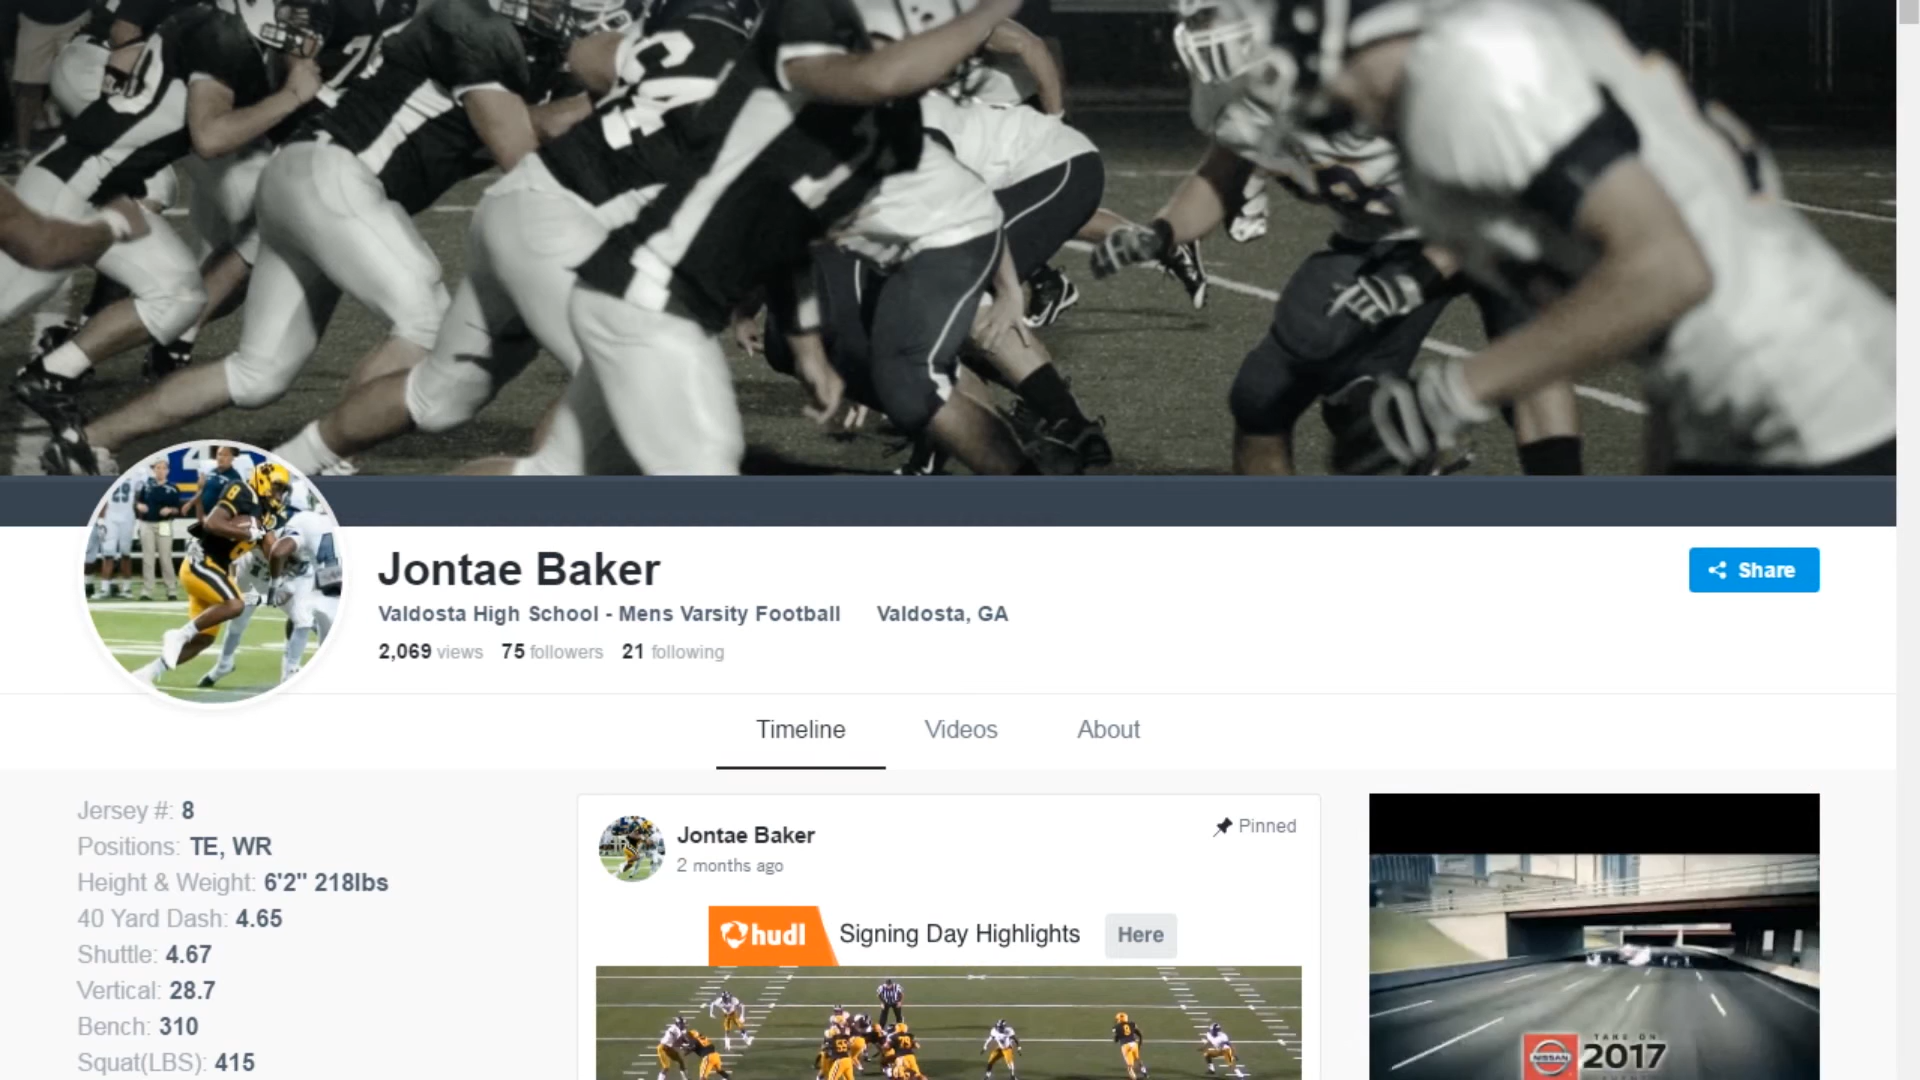 Jontae Baker
Share
Valdosta High School - Mens Varsity Football Valdosta, GA
2,069 views 75 followers 21 following
Timeline Videos About
Jersey #: 8
Positions: TE, WR
Height & Weight: 6'2" 218lbs
40 Yard Dash: 4.65
Shuttle: 4.67
Vertical: 28.7
Bench: 310
Squat(LBS): 415
Jontae Baker
2 months ago
Pinned
hudl Signing Day Highlights Here
TAKE ON
NISSAN 2017